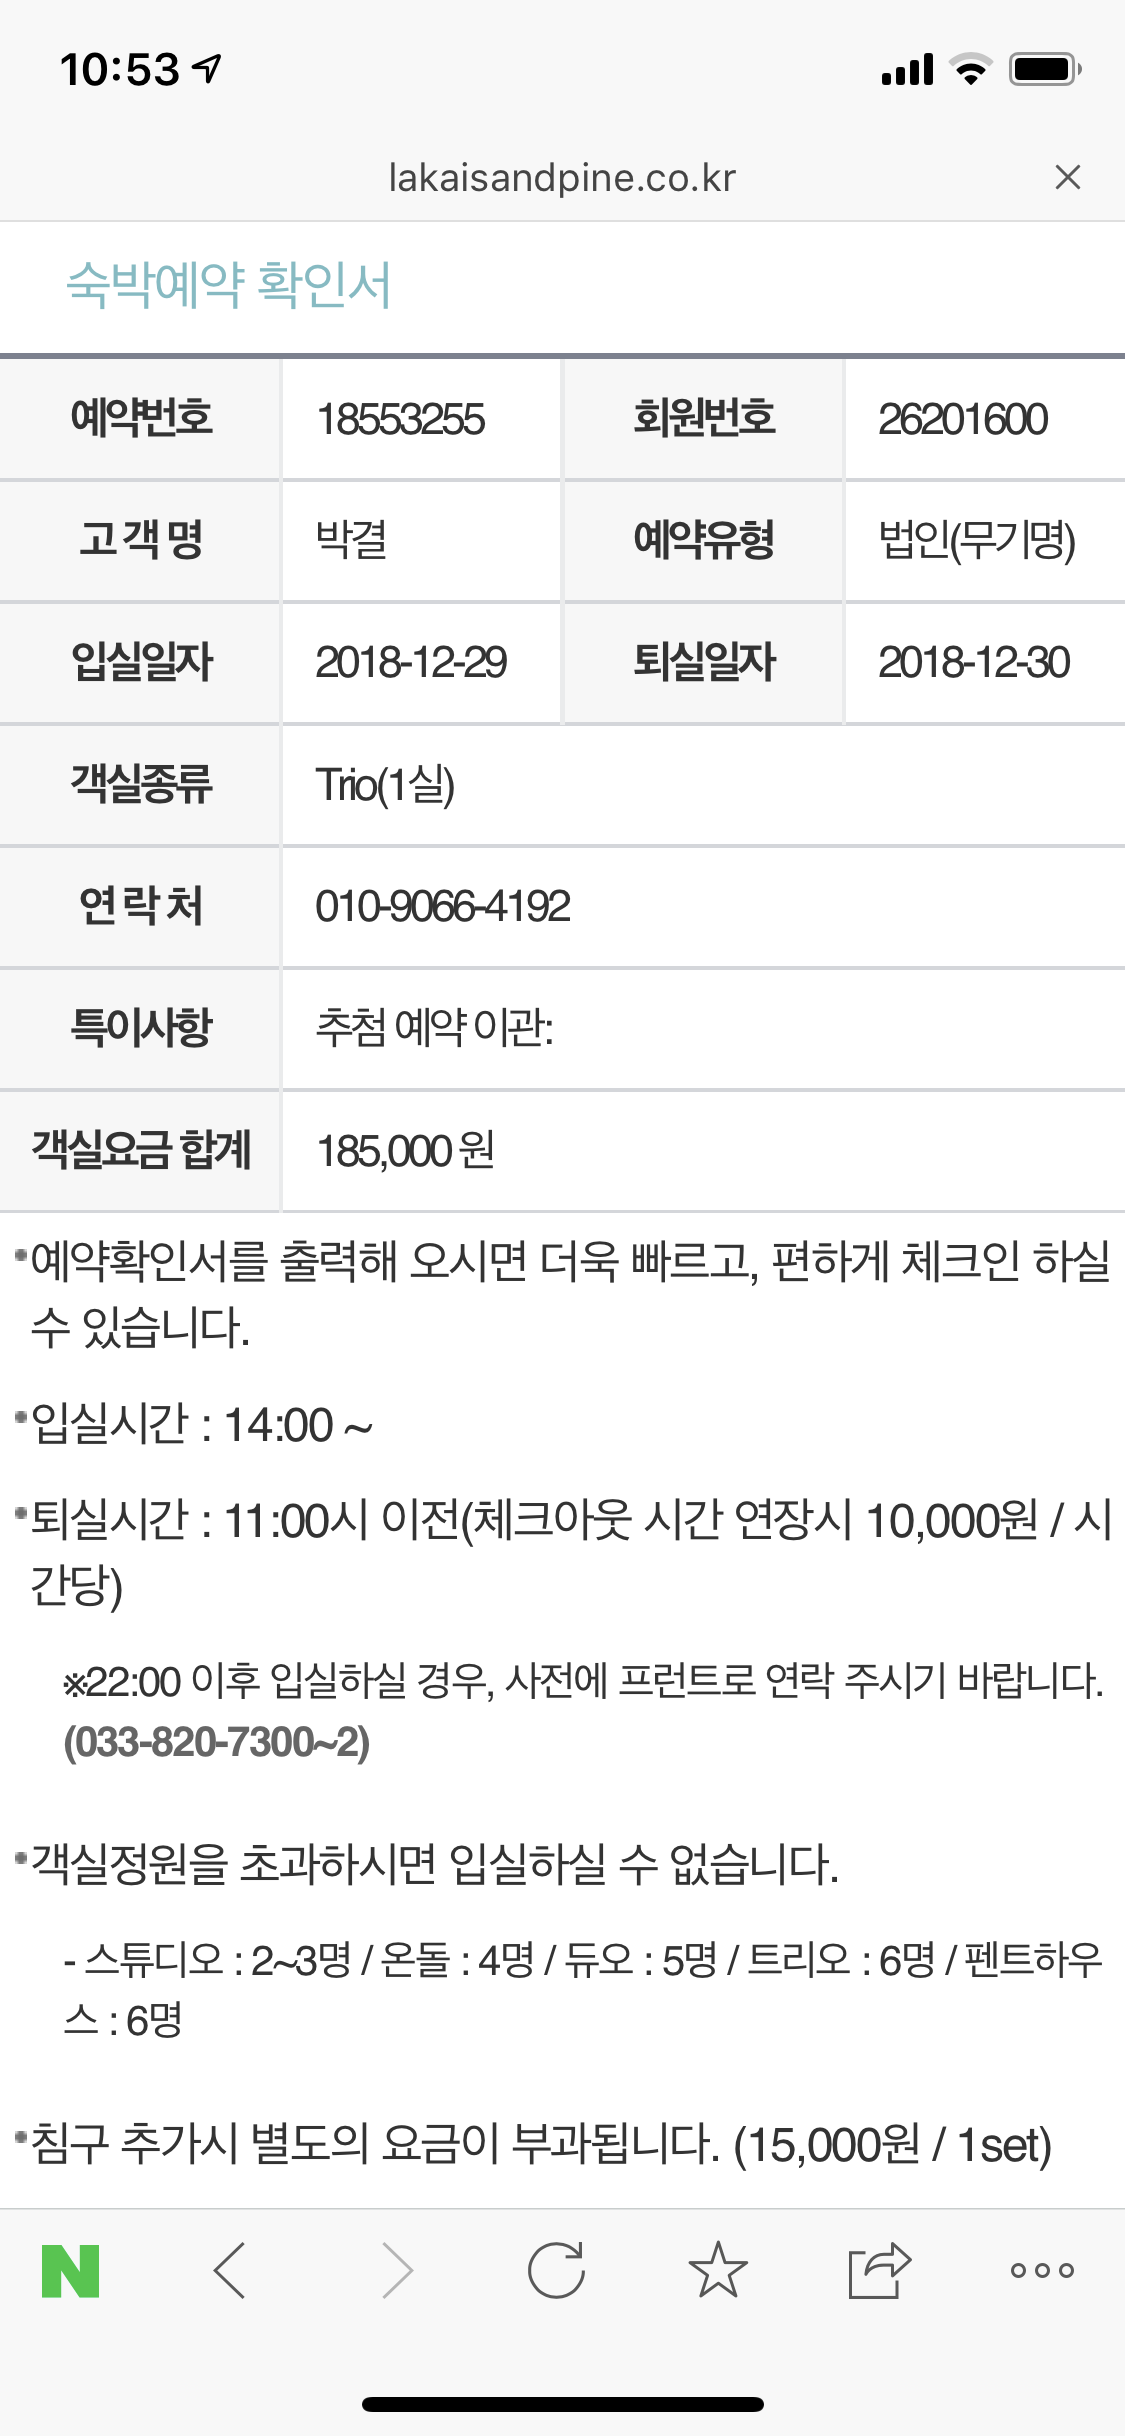 10:53
lakaisandpine.co.kr
숙박예약 확인서
예약번호 18553255 회원번호 26201600
고 객 명 박결 예약유형 법인(무기명)
입실일자 2018-12-29 퇴실일자 2018-12-30
객실종류 Trio(1실)
연 락 처 010-9066-4192
특이사항 추첨 예약 이관:
객실요금 합계 185,000 원
예약확인서를 출력해 오시면 더욱 빠르고, 편하게 체크인 하실
수 있습니다.
입실시간 : 14:00 ~
퇴실시간 : 11:00시 이전(체크아웃 시간 연장시 10,000원 / 시
간당)
※22:00 이후 입실하실 경우, 사전에 프런트로 연락 주시기 바랍니다.
(033-820-7300~2)
객실정원을 초과하시면 입실하실 수 없습니다.
- 스튜디오 : 2~3명 / 온돌 : 4명 / 듀오 : 5명 / 트리오 : 6명 / 펜트하우
스 : 6명
침구 추가시 별도의 요금이 부과됩니다. (15,000원 / 1set)
N